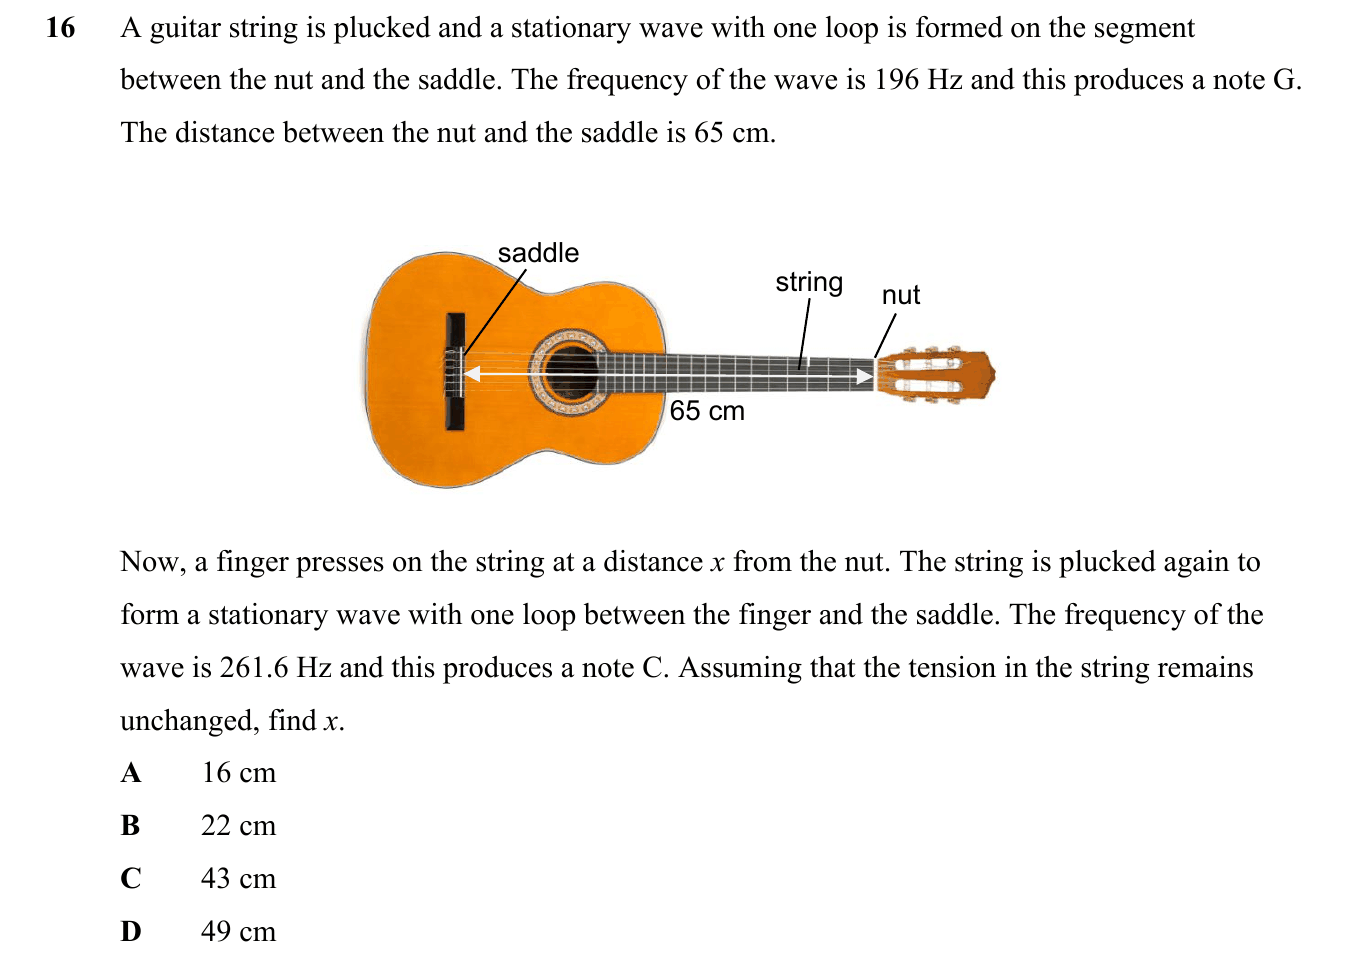 16 A guitar string is plucked and a stationary wave with one loop is formed on the segment
between the nut and the saddle. The frequency of the wave is 196 Hz and this produces a note G.
The distance between the nut and the saddle is 65 cm.
saddle
string
nut
65 cm
Now, a finger presses on the string at a distance x from the nut. The string is plucked again to
form a stationary wave with one loop between the finger and the saddle. The frequency of the
wave is 261.6 Hz and this produces a note C. Assuming that the tension in the string remains
unchanged, find x.
A 16 cm
B 22 cm
C 43 cm
D 49 cm